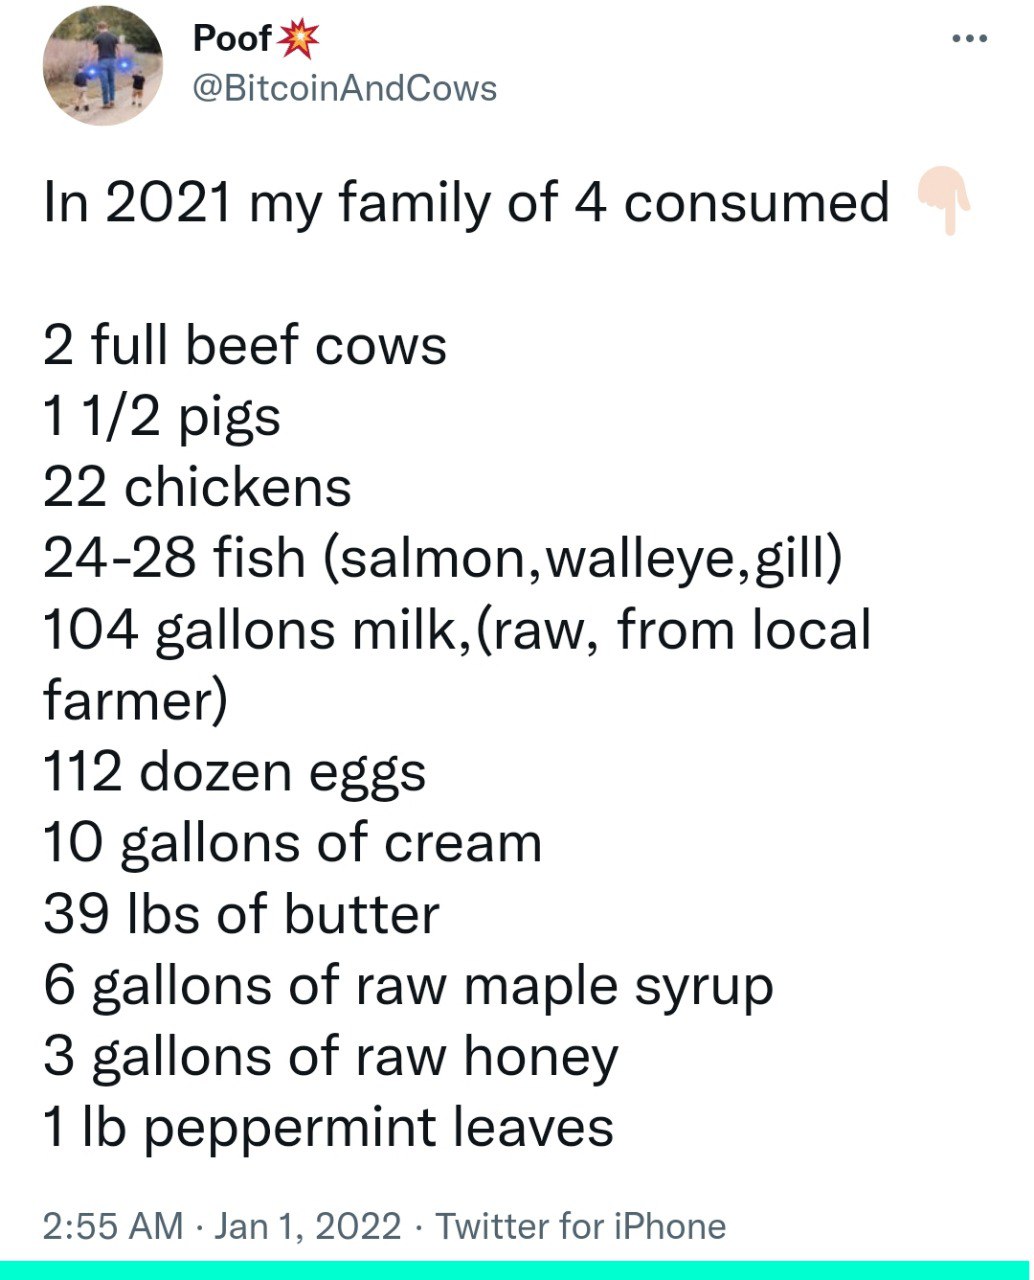 Poof💥
@BitcoinAndCows
In 2021 my family of 4 consumed 👇🏻
2 full beef cows
1 1/2 pigs
22 chickens
24-28 fish (salmon,walleye,gill)
104 gallons milk,(raw, from local
farmer)
112 dozen eggs
10 gallons of cream
39 lbs of butter
6 gallons of raw maple syrup
3 gallons of raw honey
1 lb peppermint leaves
2:55 AM · Jan 1, 2022 · Twitter for iPhone